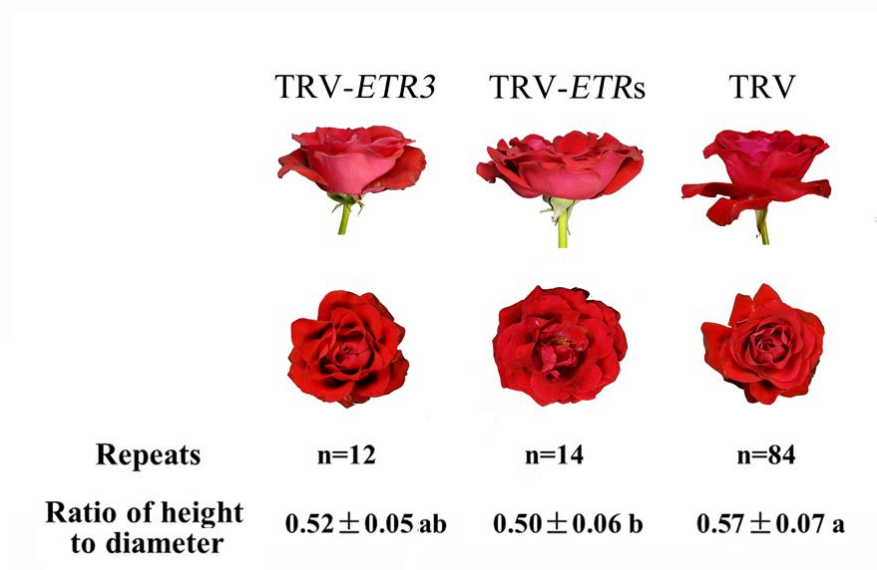 TRV-ETR3 TRV-ETRs TRV
Repeats n=12 n=14 n=84
Ratio of height
to diameter
0.52±0.05 ab 0.50±0.06 b 0.57±0.07 a